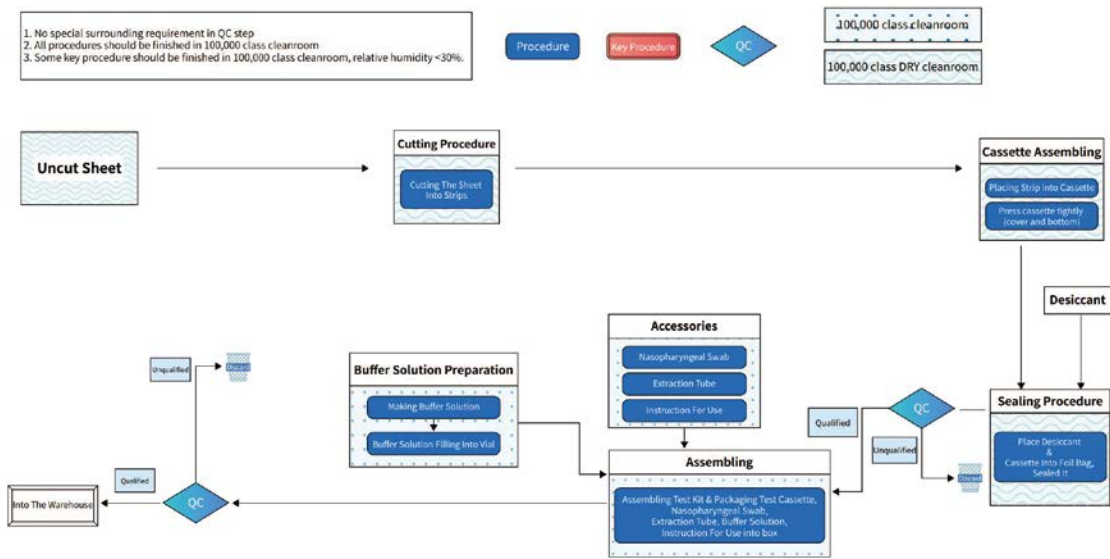 1. No special surrounding requirement in QC step
2. All procedures should be finished in 100,000 class cleanroom
3. Some key procedure should be finished in 100,000 class cleanroom, relative humidity <30%.
Procedure
Key Procedure
QC
100,000 class cleanroom
100,000 class DRY cleanroom
Uncut Sheet
Cutting Procedure
Cutting The Sheet
Into Strips
Cassette Assembling
Placing Strip Into Cassette
Press cassette tightly
(cover and bottom)
Desiccant
Accessories
Nasopharyngeal Swab
Extraction Tube
Instruction For Use
Buffer Solution Preparation
Making Buffer Solution
Buffer Solution Filling Into Vial
Unqualified
Discard
Sealing Procedure
Place Desiccant
&
Cassette Into Foil Bag,
Sealed It
QC
Qualified
Unqualified
Discard
Assembling
Assembling Test Kit & Packaging Test Cassette,
Nasopharyngeal Swab,
Extraction Tube, Buffer Solution,
Instruction For Use into box
QC
Qualified
Into The Warehouse